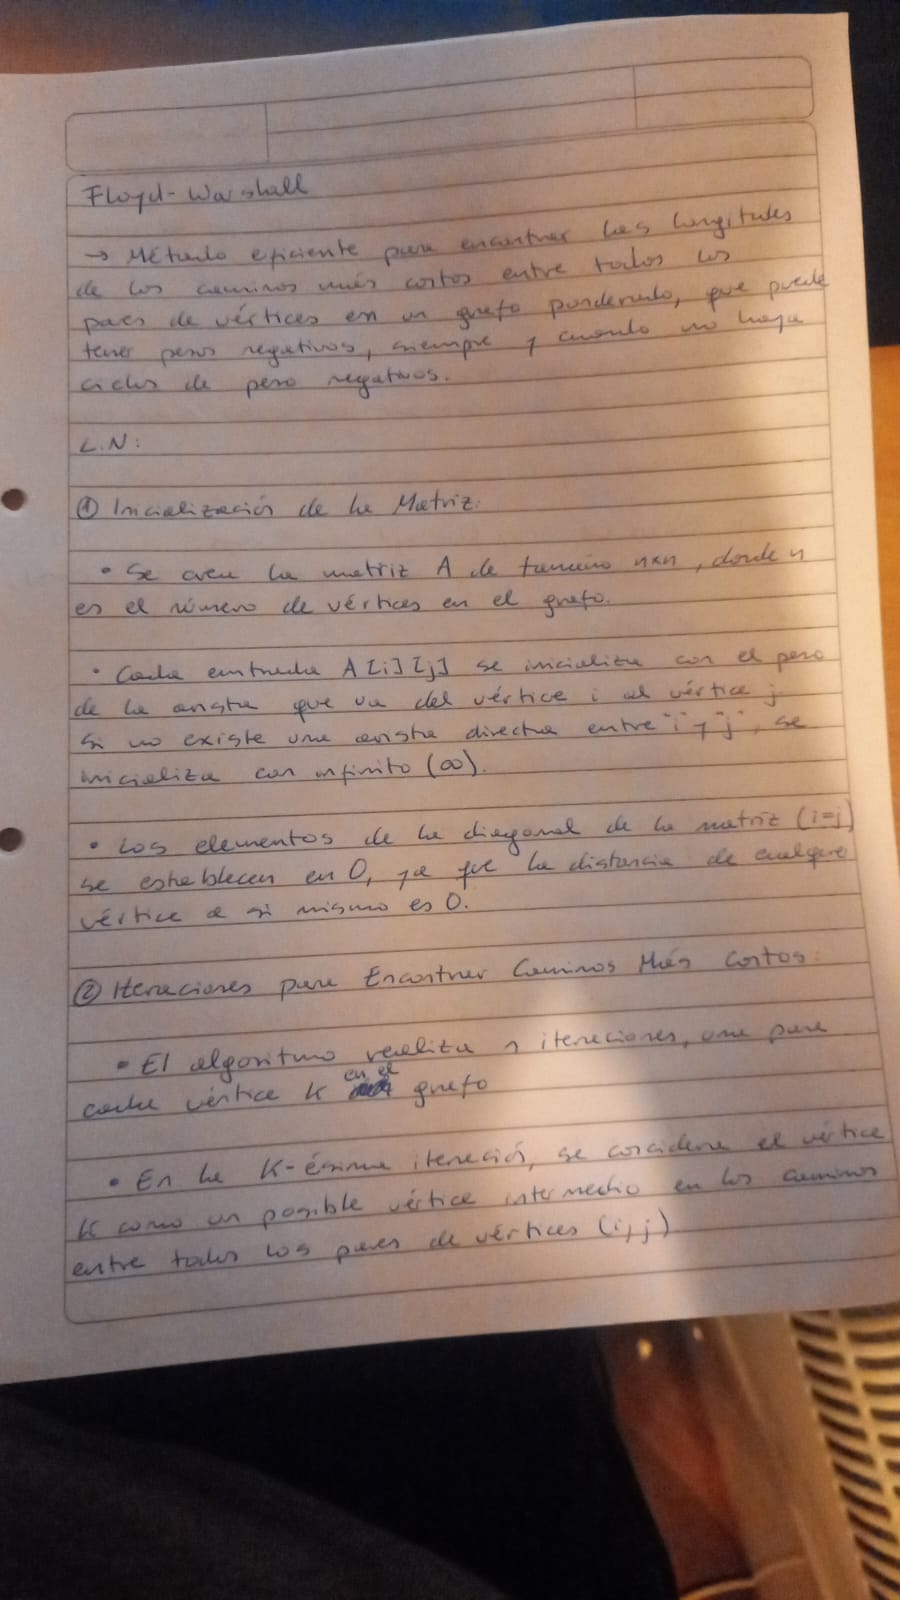 Floyd-Warshall
→ Método eficiente para encontrar las longitudes
de los caminos más cortos entre todos los
pares de vértices en un grafo ponderado, que puede
tener pesos negativos, siempre y cuando no haya
ciclos de peso negativos.
L.N:
① Inicialización de la Matriz:
• Se crea la matriz A de tamaño nxn, donde n
es el número de vértices en el grafo.
• Cada entrada A[i][j] se inicializa con el peso
de la arista que va del vértice i al vértice j.
Si no existe una arista directa entre "i" y "j", se
inicializa con infinito (∞).
• Los elementos de la diagonal de la matriz (i=j)
se establecen en 0, ya que la distancia de cualquier
vértice a si mismo es 0.
② Iteraciones para Encontrar Caminos Más Cortos:
• El algoritmo realiza n iteraciones, una para
cada vértice k en el grafo
• En la K-ésima iteración, se considera el vértice
K como un posible vértice intermedio en los caminos
entre todos los pares de vértices (i,j)